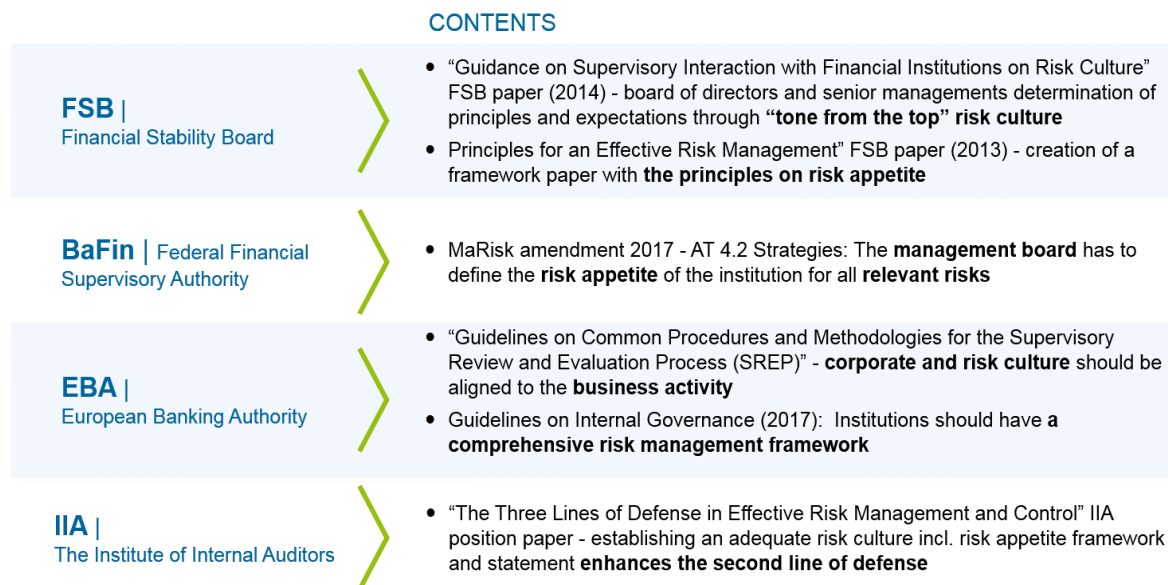 CONTENTS
FSB |
Financial Stability Board
• “Guidance on Supervisory Interaction with Financial Institutions on Risk Culture”
FSB paper (2014) - board of directors and senior managements determination of
principles and expectations through “tone from the top” risk culture
• Principles for an Effective Risk Management” FSB paper (2013) - creation of a
framework paper with the principles on risk appetite
BaFin | Federal Financial
Supervisory Authority
• MaRisk amendment 2017 - AT 4.2 Strategies: The management board has to
define the risk appetite of the institution for all relevant risks
EBA |
European Banking Authority
• “Guidelines on Common Procedures and Methodologies for the Supervisory
Review and Evaluation Process (SREP)” - corporate and risk culture should be
aligned to the business activity
• Guidelines on Internal Governance (2017):  Institutions should have a
comprehensive risk management framework
IIA |
The Institute of Internal Auditors
• “The Three Lines of Defense in Effective Risk Management and Control” IIA
position paper - establishing an adequate risk culture incl. risk appetite framework
and statement enhances the second line of defense